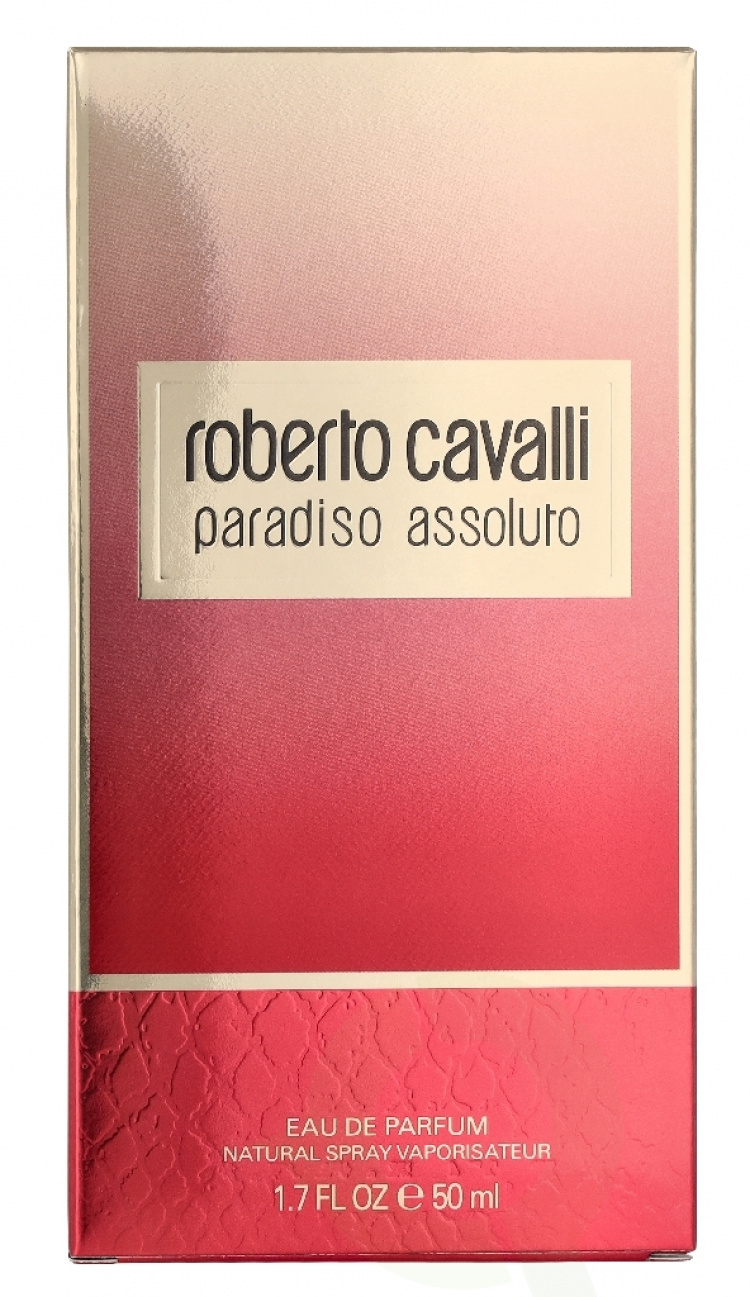 roberto cavalli
paradiso assoluto
EAU DE PARFUM
NATURAL SPRAY VAPORISATEUR
1.7 FL OZ ℮ 50 ml